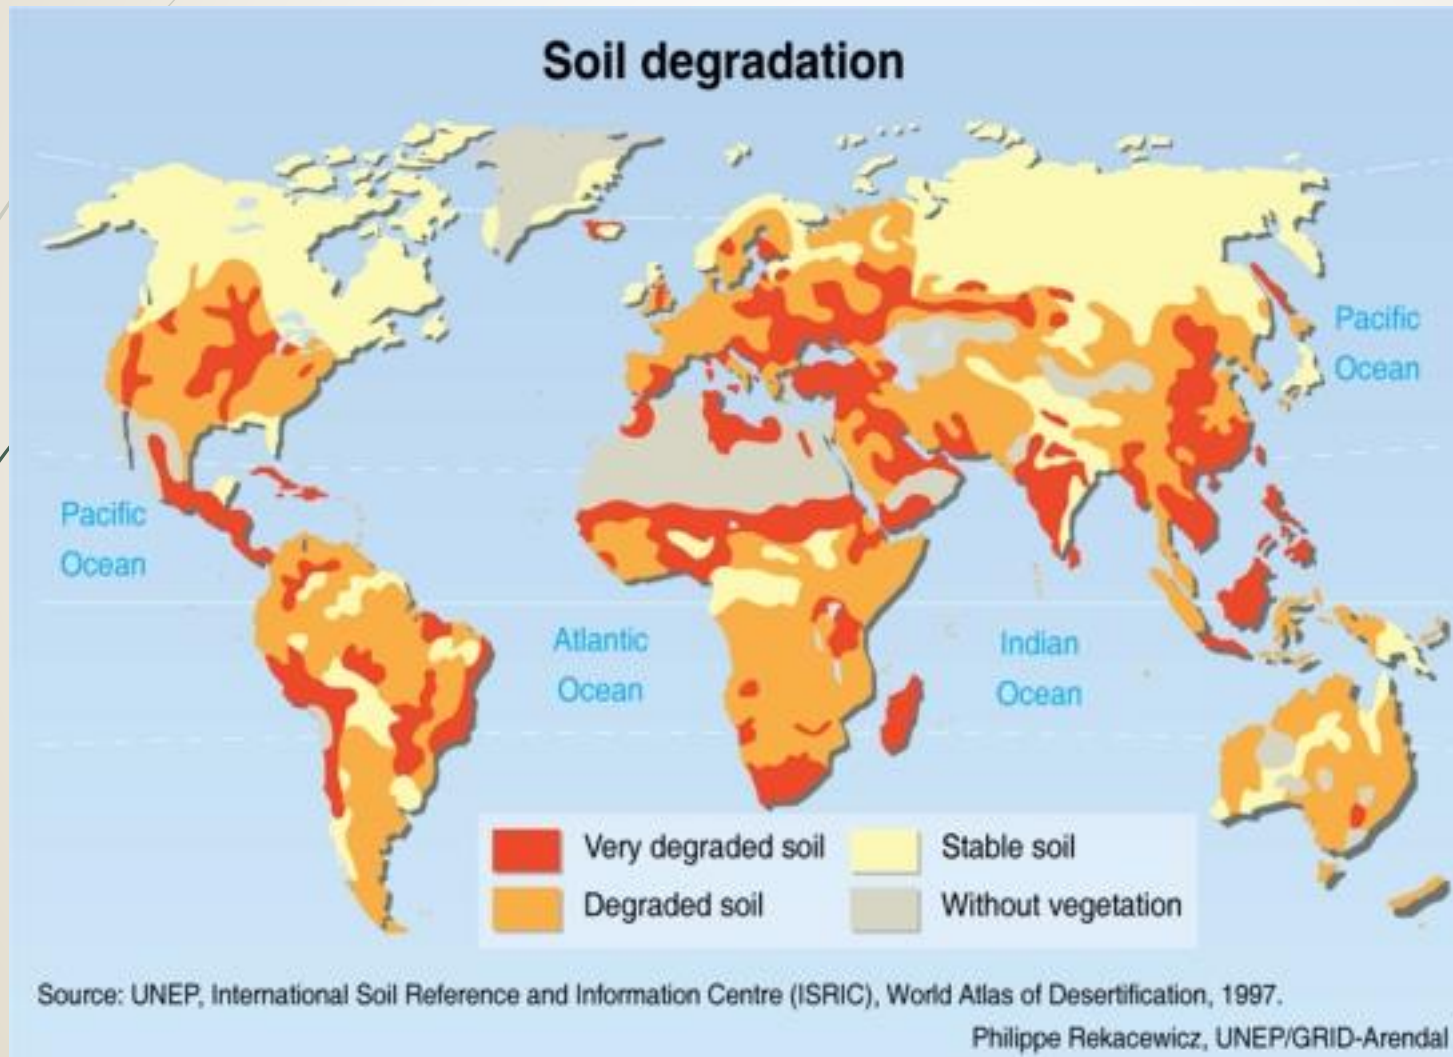 Soil degradation
Pacific
Ocean
Pacific
Ocean
Atlantic
Ocean
Indian
Ocean
Very degraded soil
Stable soil
Degraded soil
Without vegetation
Source: UNEP, International Soil Reference and Information Centre (ISRIC), World Atlas of Desertification, 1997.
Philippe Rekacewicz, UNEP/GRID-Arendal